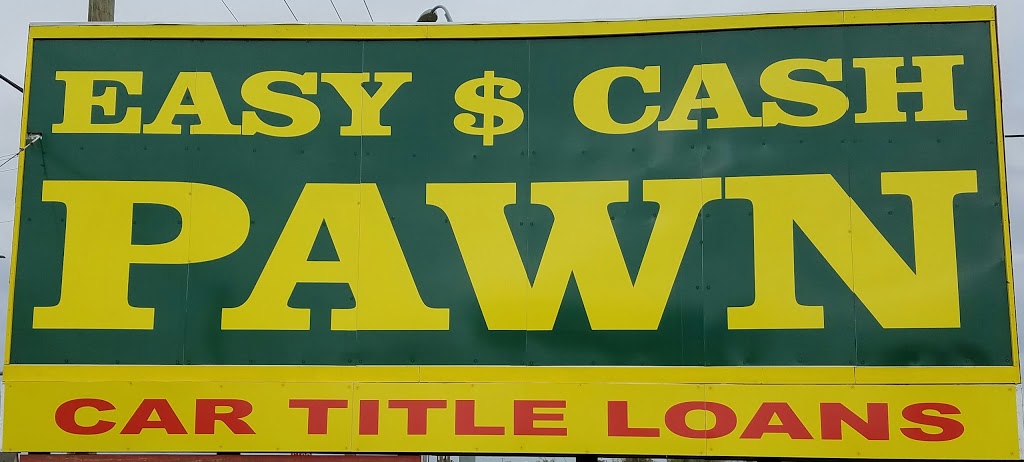 EASY $ CASH
PAWN
CAR TITLE LOANS